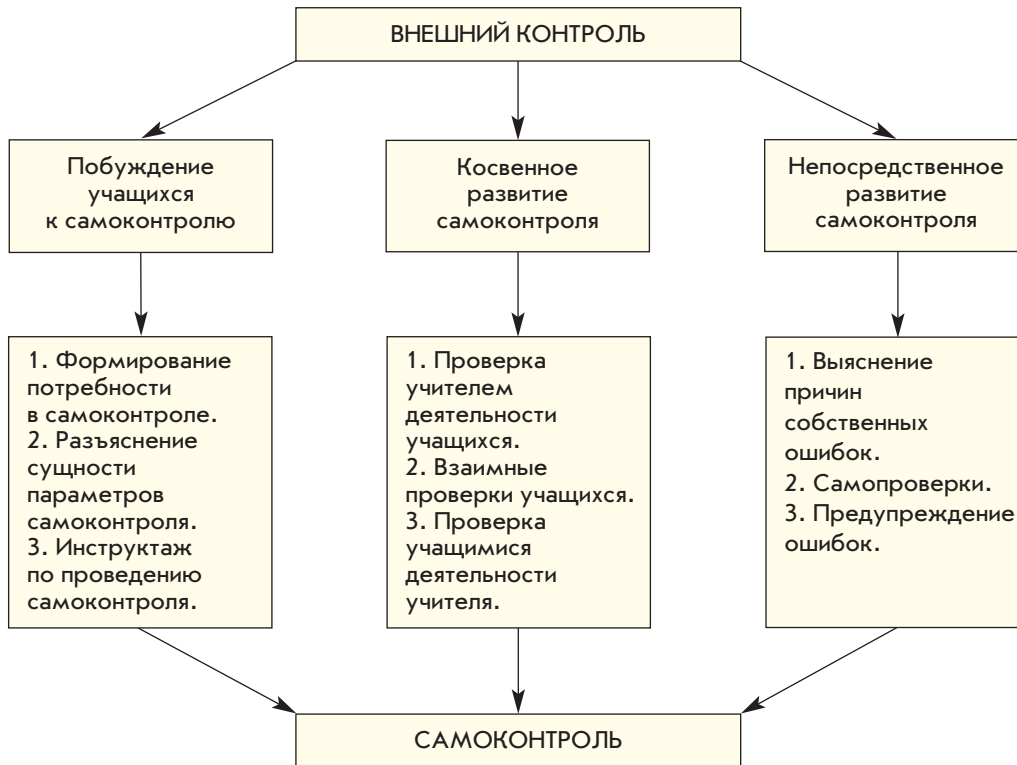 ВНЕШНИЙ КОНТРОЛЬ
Побуждение
учащихся
к самоконтролю
Косвенное
развитие
самоконтроля
Непосредственное
развитие
самоконтроля
1. Формирование
потребности
в самоконтроле.
2. Разъяснение
сущности
параметров
самоконтроля.
3. Инструктаж
по проведению
самоконтроля.
1. Проверка
учителем
деятельности
учащихся.
2. Взаимные
проверки учащихся.
3. Проверка
учащимися
деятельности
учителя.
1. Выяснение
причин
собственных
ошибок.
2. Самопроверки.
3. Предупреждение
ошибок.
САМОКОНТРОЛЬ